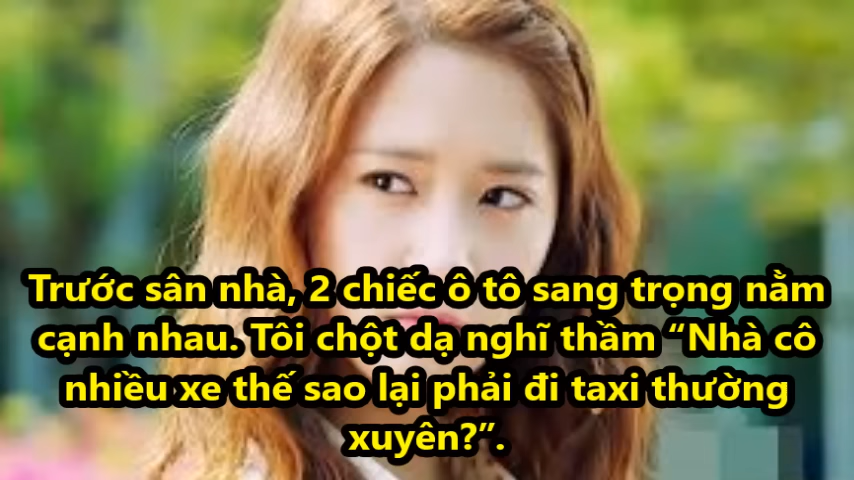 Trước sân nhà, 2 chiếc ô tô sang trọng nằm
cạnh nhau. Tôi chột dạ nghĩ thầm “Nhà cô
nhiều xe thế sao lại phải đi taxi thường
xuyên?”.